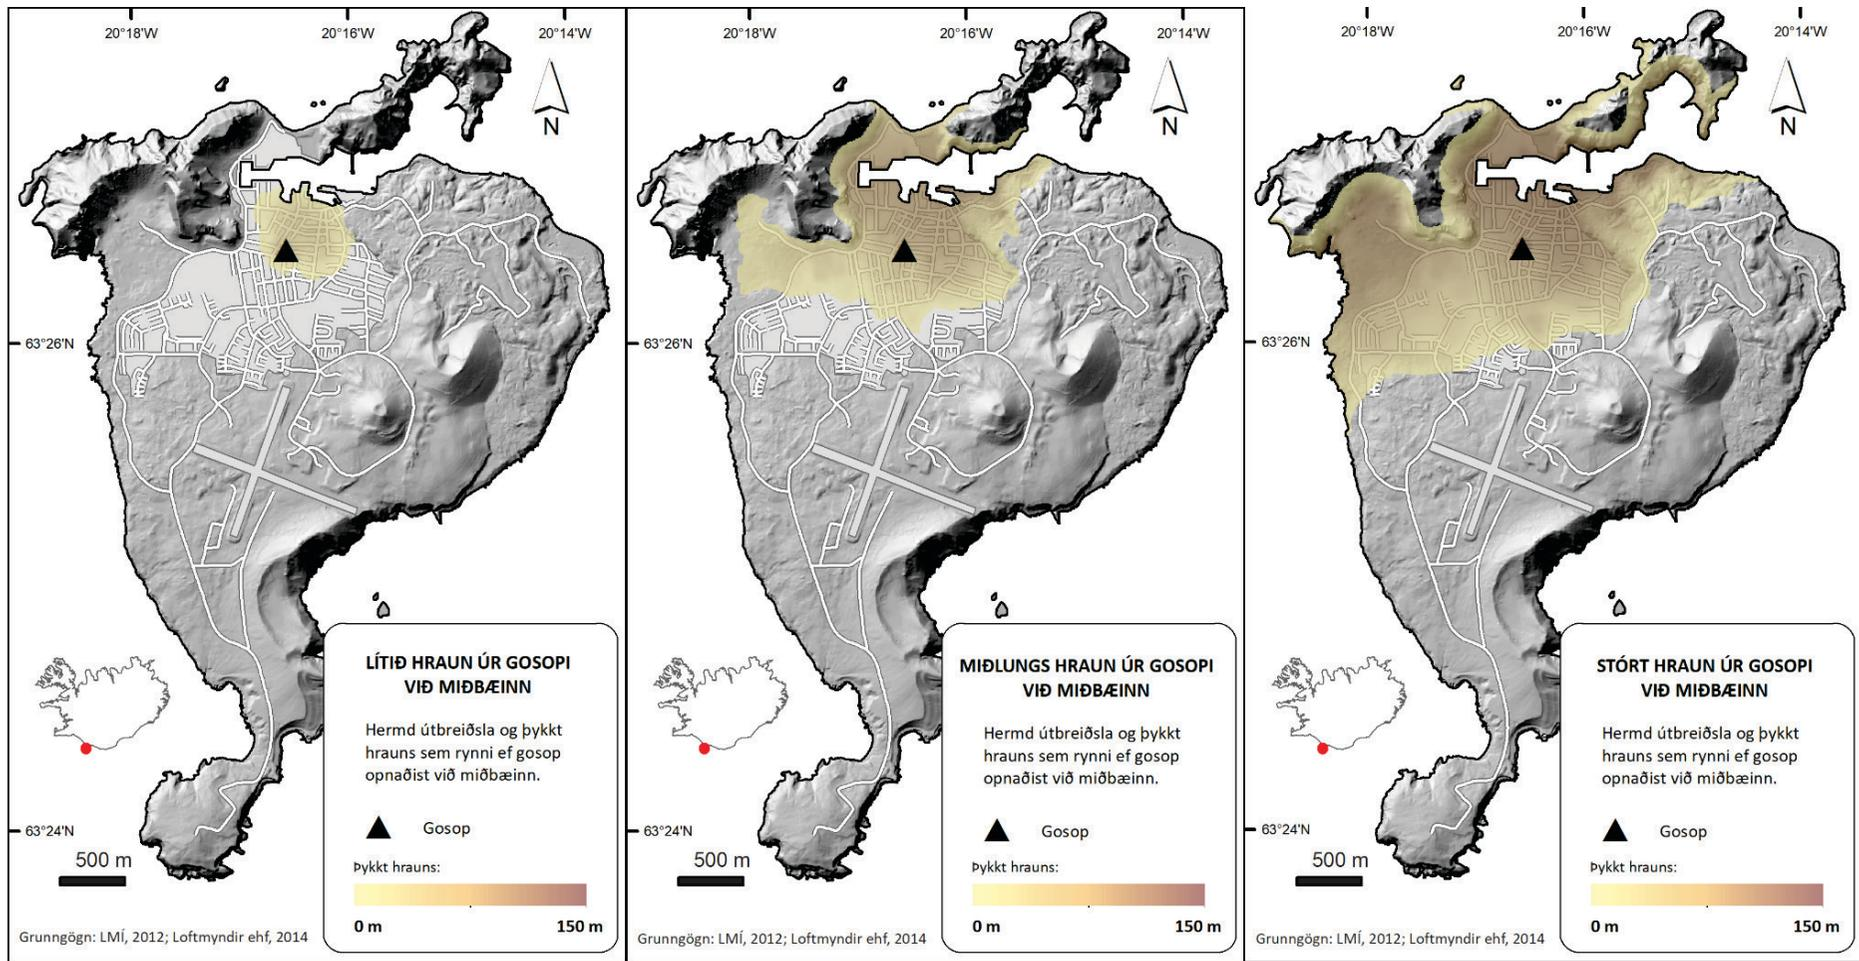 20°18'W
20°16'W
20°14'W
N
63°26'N
LÍTIÐ HRAUN ÚR GOSOPI
VIÐ MIÐBÆINN
Hermd útbreiðsla og þykkt
hrauns sem rynni ef gosop
opnaðist við miðbæinn.
63°24'N
Gosop
500 m
Þykkt hrauns:
0 m
150 m
Grunngögn: LMÍ, 2012; Loftmyndir ehf, 2014
20°18'W
20°16'W
20°14'W
N
63°26'N
MIÐLUNGS HRAUN ÚR GOSOPI
VIÐ MIÐBÆINN
Hermd útbreiðsla og þykkt
hrauns sem rynni ef gosop
opnaðist við miðbæinn.
63°24'N
Gosop
500 m
Þykkt hrauns:
0 m
150 m
Grunngögn: LMÍ, 2012; Loftmyndir ehf, 2014
20°18'W
20°16'W
20°14'W
N
63°26'N
STÓRT HRAUN ÚR GOSOPI
VIÐ MIÐBÆINN
Hermd útbreiðsla og þykkt
hrauns sem rynni ef gosop
opnaðist við miðbæinn.
63°24'N
Gosop
500 m
Þykkt hrauns:
0 m
150 m
Grunngögn: LMÍ, 2012; Loftmyndir ehf, 2014